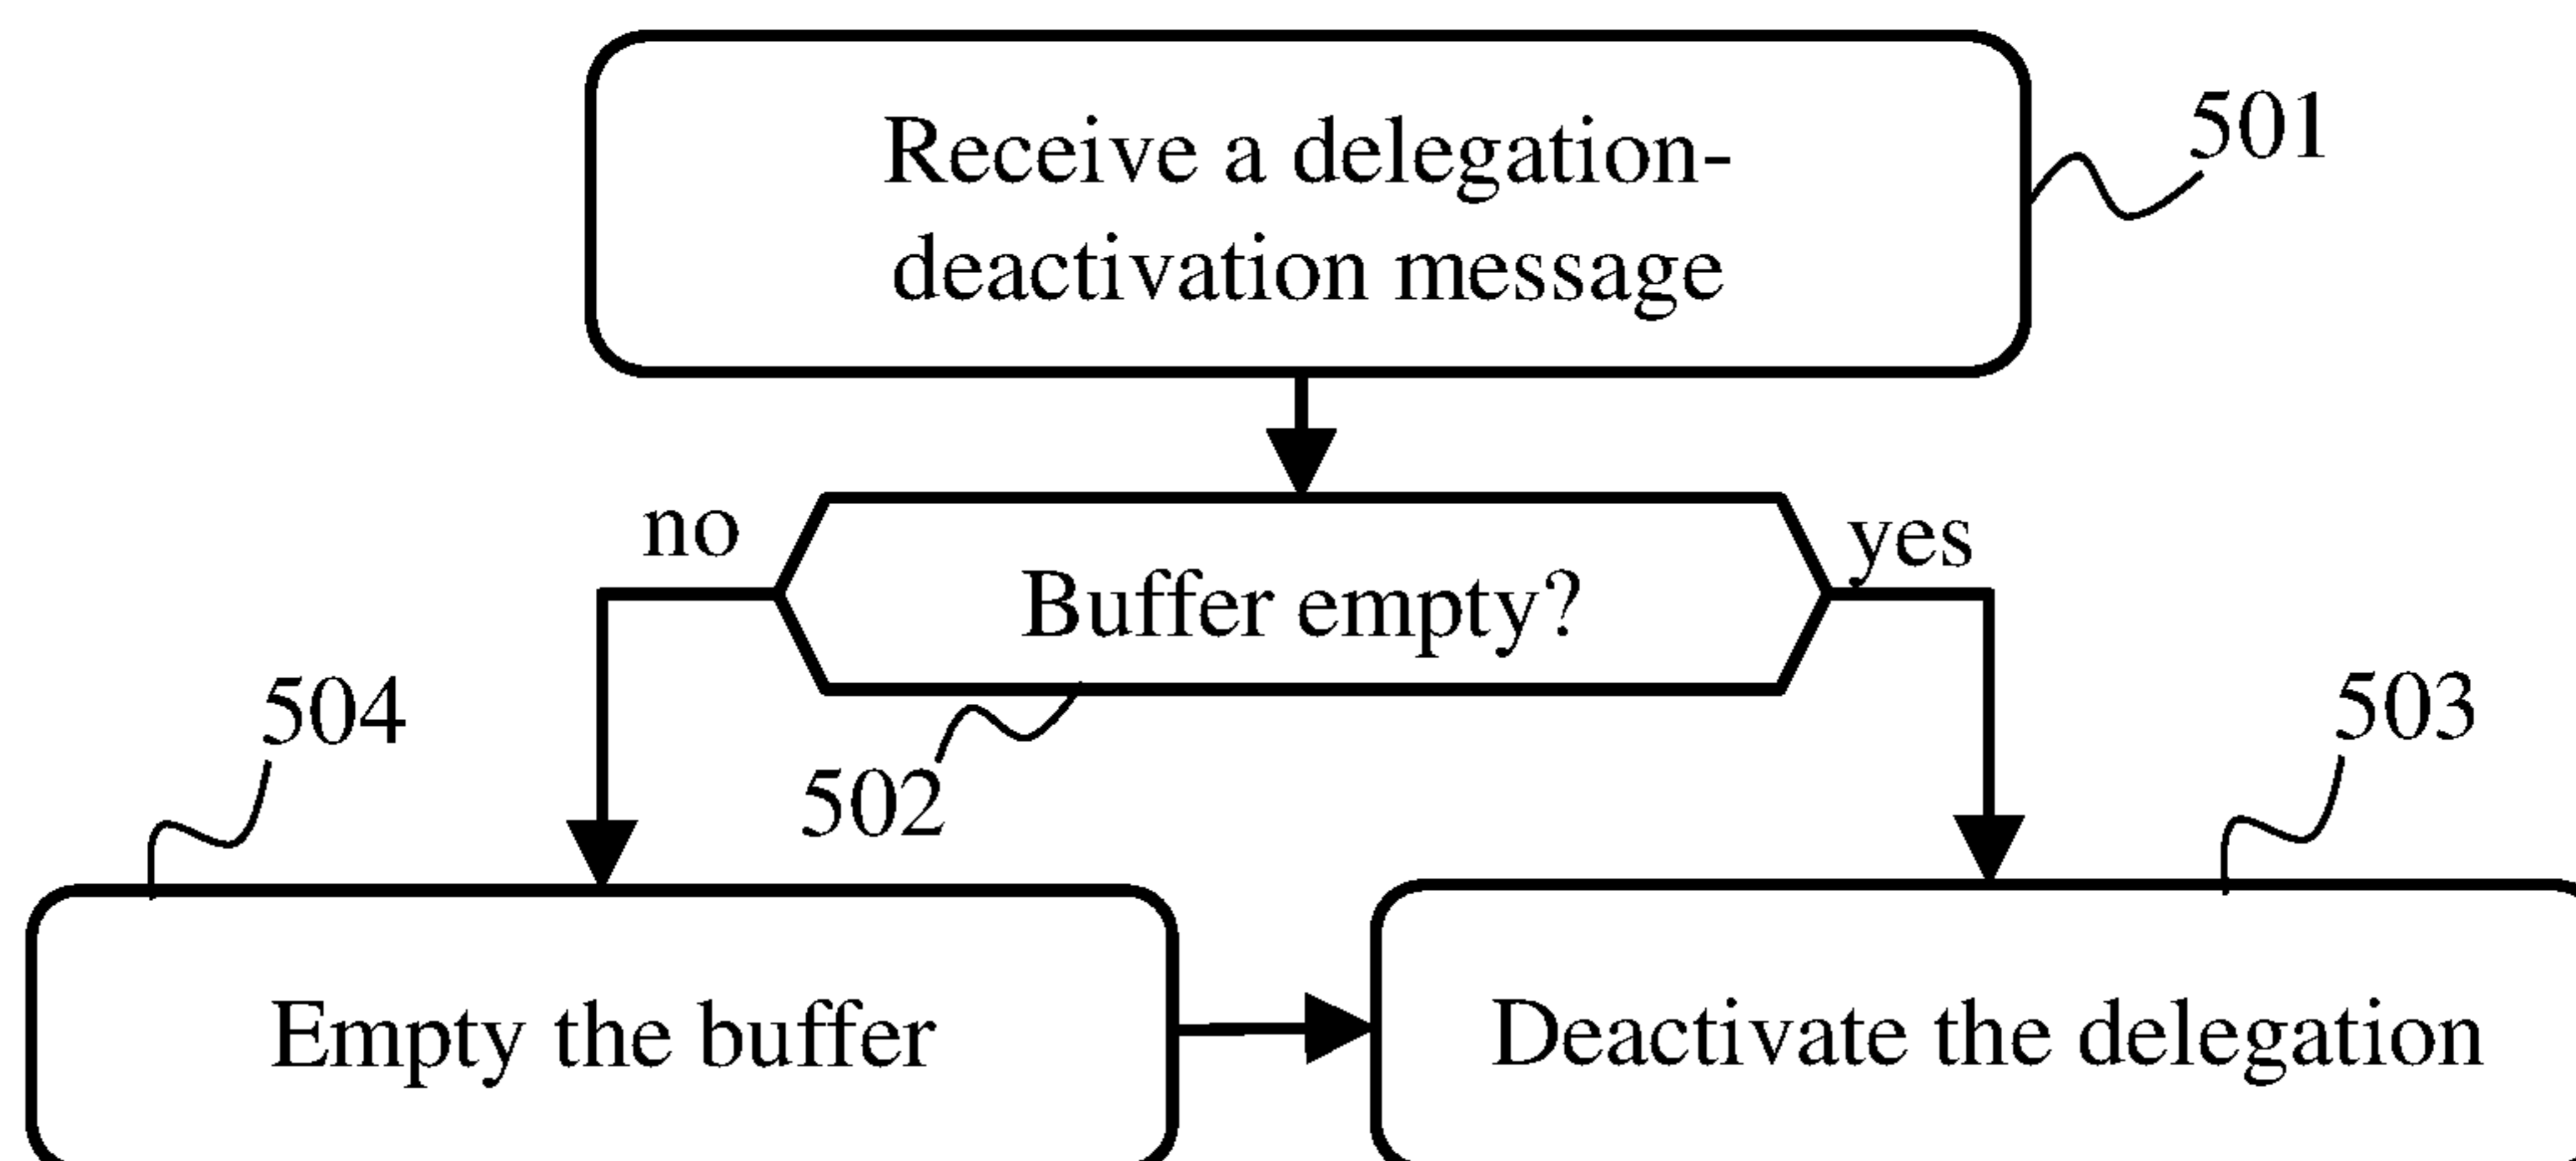 Receive a delegation-
deactivation message
501
no
Buffer empty?
yes
502
504
503
Empty the buffer
Deactivate the delegation